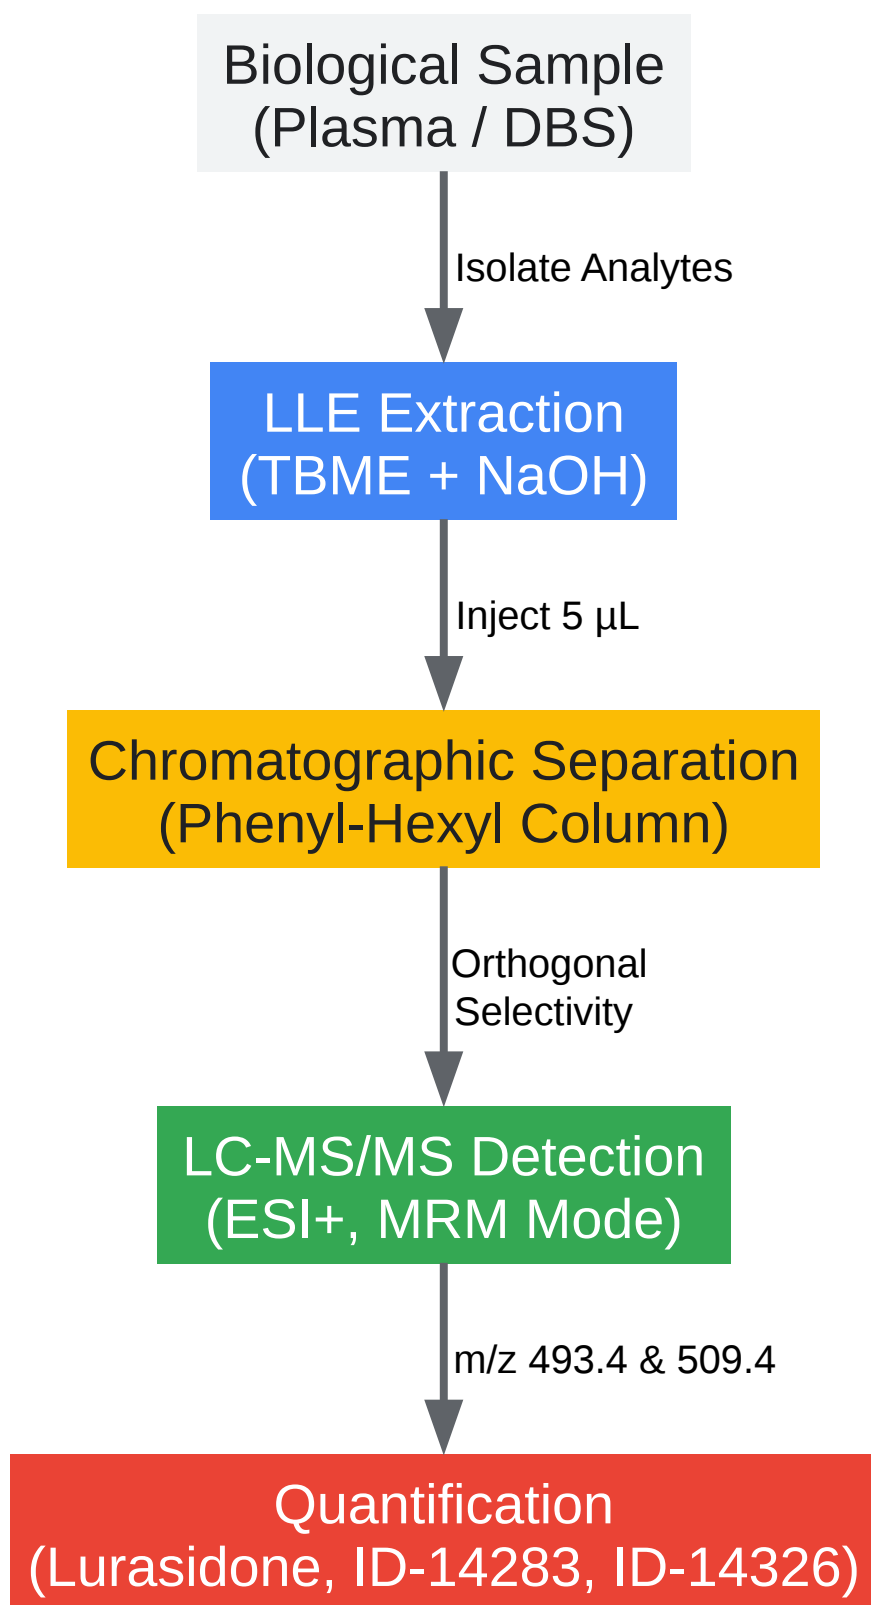 Biological Sample
(Plasma / DBS)
Isolate Analytes
LLE Extraction
(TBME + NaOH)
Inject 5 µL
Chromatographic Separation
(Phenyl-Hexyl Column)
Orthogonal
Selectivity
LC-MS/MS Detection
(ESI+, MRM Mode)
m/z 493.4 & 509.4
Quantification
(Lurasidone, ID-14283, ID-14326)